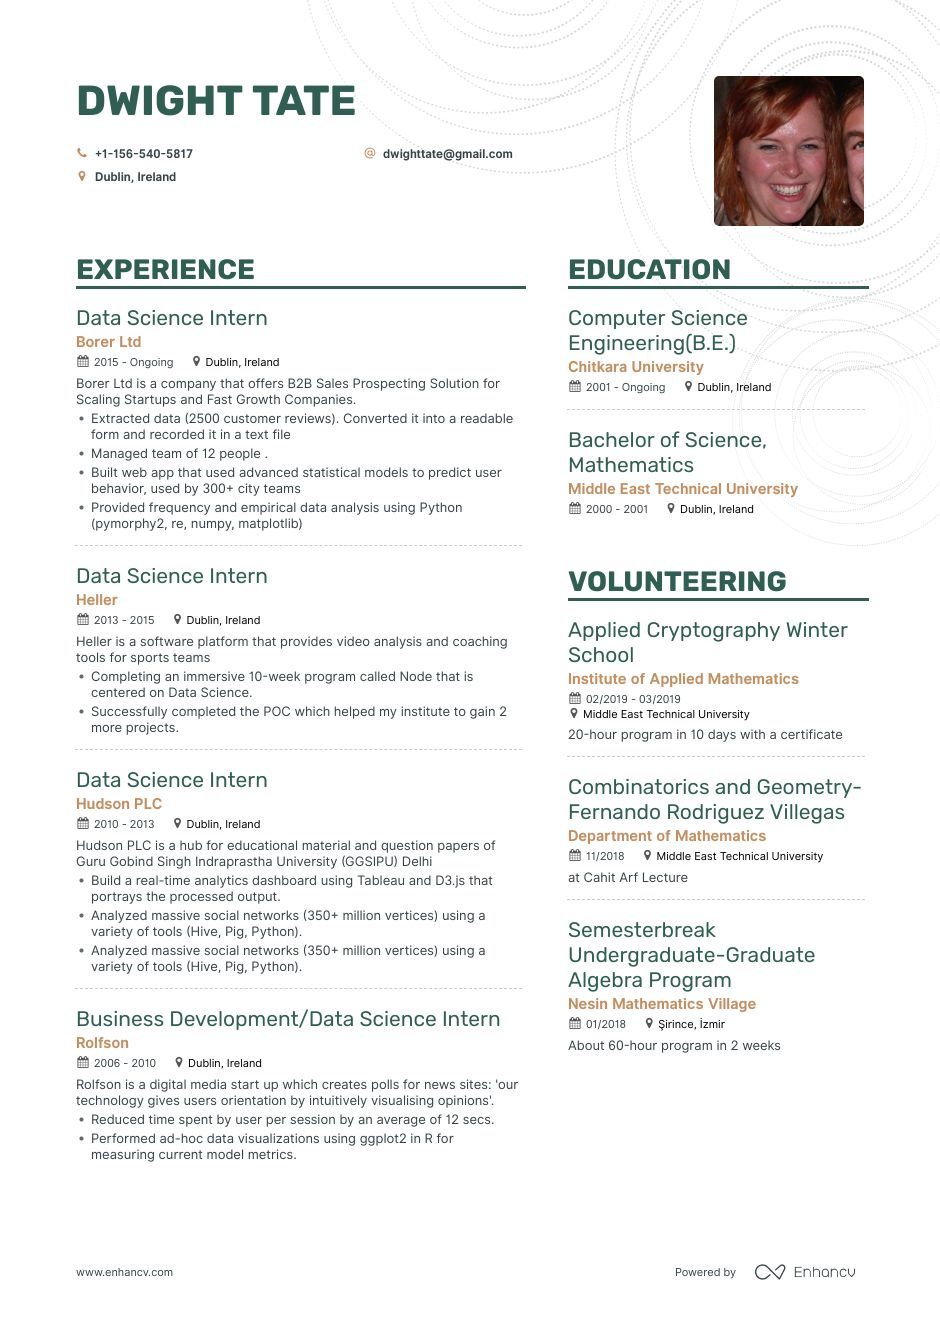 DWIGHT TATE
+1-156-540-5817
dwighttate@gmail.com
Dublin, Ireland
EXPERIENCE
Data Science Intern
Borer Ltd
2015 - Ongoing Dublin, Ireland
Borer Ltd is a company that offers B2B Sales Prospecting Solution for
Scaling Startups and Fast Growth Companies.
• Extracted data (2500 customer reviews). Converted it into a readable
form and recorded it in a text file
• Managed team of 12 people .
• Built web app that used advanced statistical models to predict user
behavior, used by 300+ city teams
• Provided frequency and empirical data analysis using Python
(pymorphy2, re, numpy, matplotlib)
Data Science Intern
Heller
2013 - 2015 Dublin, Ireland
Heller is a software platform that provides video analysis and coaching
tools for sports teams
• Completing an immersive 10-week program called Node that is
centered on Data Science.
• Successfully completed the POC which helped my institute to gain 2
more projects.
Data Science Intern
Hudson PLC
2010 - 2013 Dublin, Ireland
Hudson PLC is a hub for educational material and question papers of
Guru Gobind Singh Indraprastha University (GGSIPU) Delhi
• Build a real-time analytics dashboard using Tableau and D3.js that
portrays the processed output.
• Analyzed massive social networks (350+ million vertices) using a
variety of tools (Hive, Pig, Python).
• Analyzed massive social networks (350+ million vertices) using a
variety of tools (Hive, Pig, Python).
Business Development/Data Science Intern
Rolfson
2006 - 2010 Dublin, Ireland
Rolfson is a digital media start up which creates polls for news sites: 'our
technology gives users orientation by intuitively visualising opinions'.
• Reduced time spent by user per session by an average of 12 secs.
• Performed ad-hoc data visualizations using ggplot2 in R for
measuring current model metrics.
EDUCATION
Computer Science
Engineering(B.E.)
Chitkara University
2001 - Ongoing Dublin, Ireland
Bachelor of Science,
Mathematics
Middle East Technical University
2000 - 2001 Dublin, Ireland
VOLUNTEERING
Applied Cryptography Winter
School
Institute of Applied Mathematics
02/2019 - 03/2019
Middle East Technical University
20-hour program in 10 days with a certificate
Combinatorics and Geometry-
Fernando Rodriguez Villegas
Department of Mathematics
11/2018 Middle East Technical University
at Cahit Arf Lecture
Semesterbreak
Undergraduate-Graduate
Algebra Program
Nesin Mathematics Village
01/2018 Şirince, İzmir
About 60-hour program in 2 weeks
www.enhancv.com
Powered by Enhancv